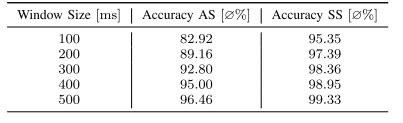 Window Size [ms] | Accuracy AS [∅%] | Accuracy SS [∅%]
100 | 82.92 | 95.35
200 | 89.16 | 97.39
300 | 92.80 | 98.36
400 | 95.00 | 98.95
500 | 96.46 | 99.33